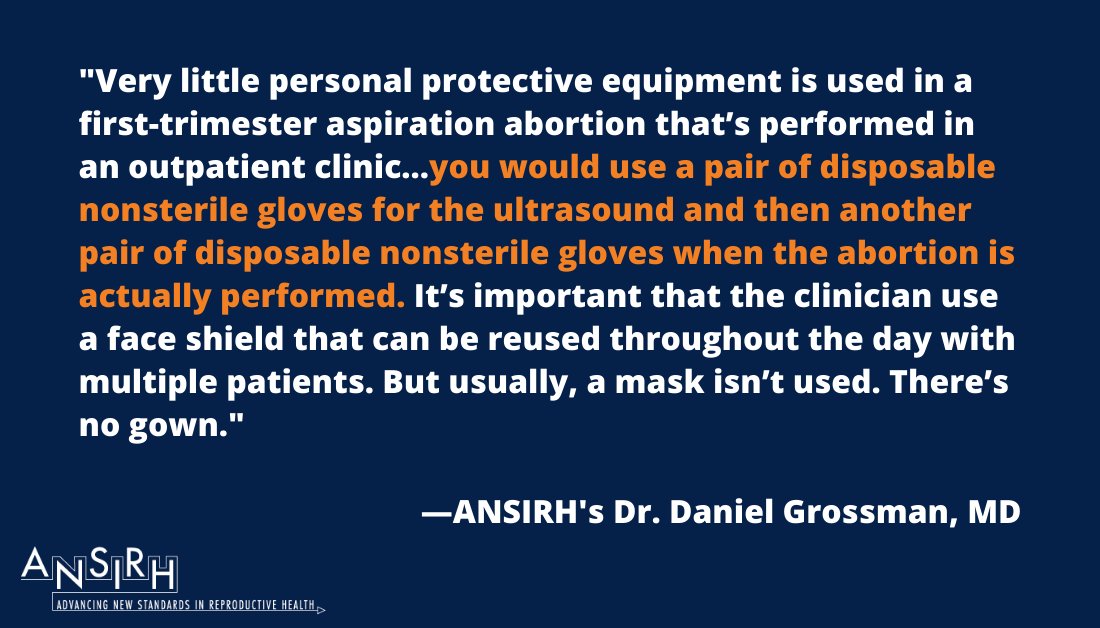 "Very little personal protective equipment is used in a
first-trimester aspiration abortion that’s performed in
an outpatient clinic...you would use a pair of disposable
nonsterile gloves for the ultrasound and then another
pair of disposable nonsterile gloves when the abortion is
actually performed. It’s important that the clinician use
a face shield that can be reused throughout the day with
multiple patients. But usually, a mask isn’t used. There’s
no gown."
—ANSIRH's Dr. Daniel Grossman, MD
ANSIRH
ADVANCING NEW STANDARDS IN REPRODUCTIVE HEALTH